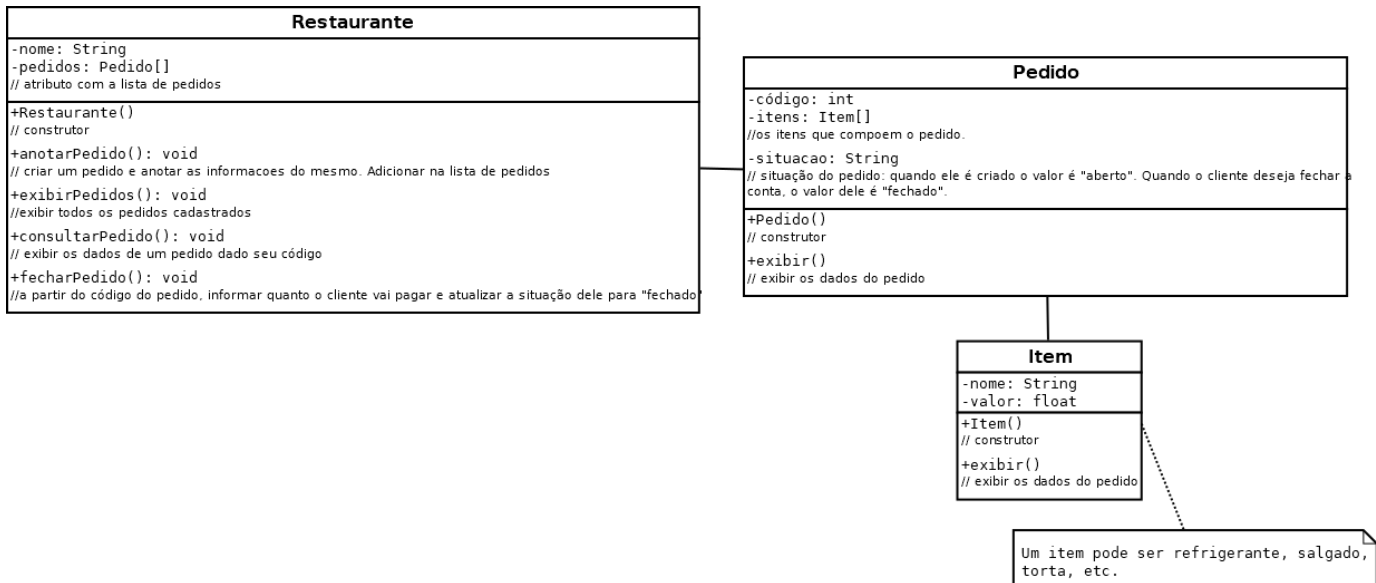 Restaurante
-nome: String
-pedidos: Pedido[]
// atributo com a lista de pedidos
+Restaurante()
// construtor
+anotarPedido(): void
// criar um pedido e anotar as informacoes do mesmo. Adicionar na lista de pedidos
+exibirPedidos(): void
//exibir todos os pedidos cadastrados
+consultarPedido(): void
// exibir os dados de um pedido dado seu código
+fecharPedido(): void
//a partir do código do pedido, informar quanto o cliente vai pagar e atualizar a situação dele para "fechado"
Pedido
-código: int
-itens: Item[]
//os itens que compoem o pedido.
-situacao: String
// situação do pedido: quando ele é criado o valor é "aberto". Quando o cliente deseja fechar a
conta, o valor dele é "fechado".
+Pedido()
// construtor
+exibir()
// exibir os dados do pedido
Item
-nome: String
-valor: float
+Item()
// construtor
+exibir()
// exibir os dados do pedido
Um item pode ser refrigerante, salgado,
torta, etc.